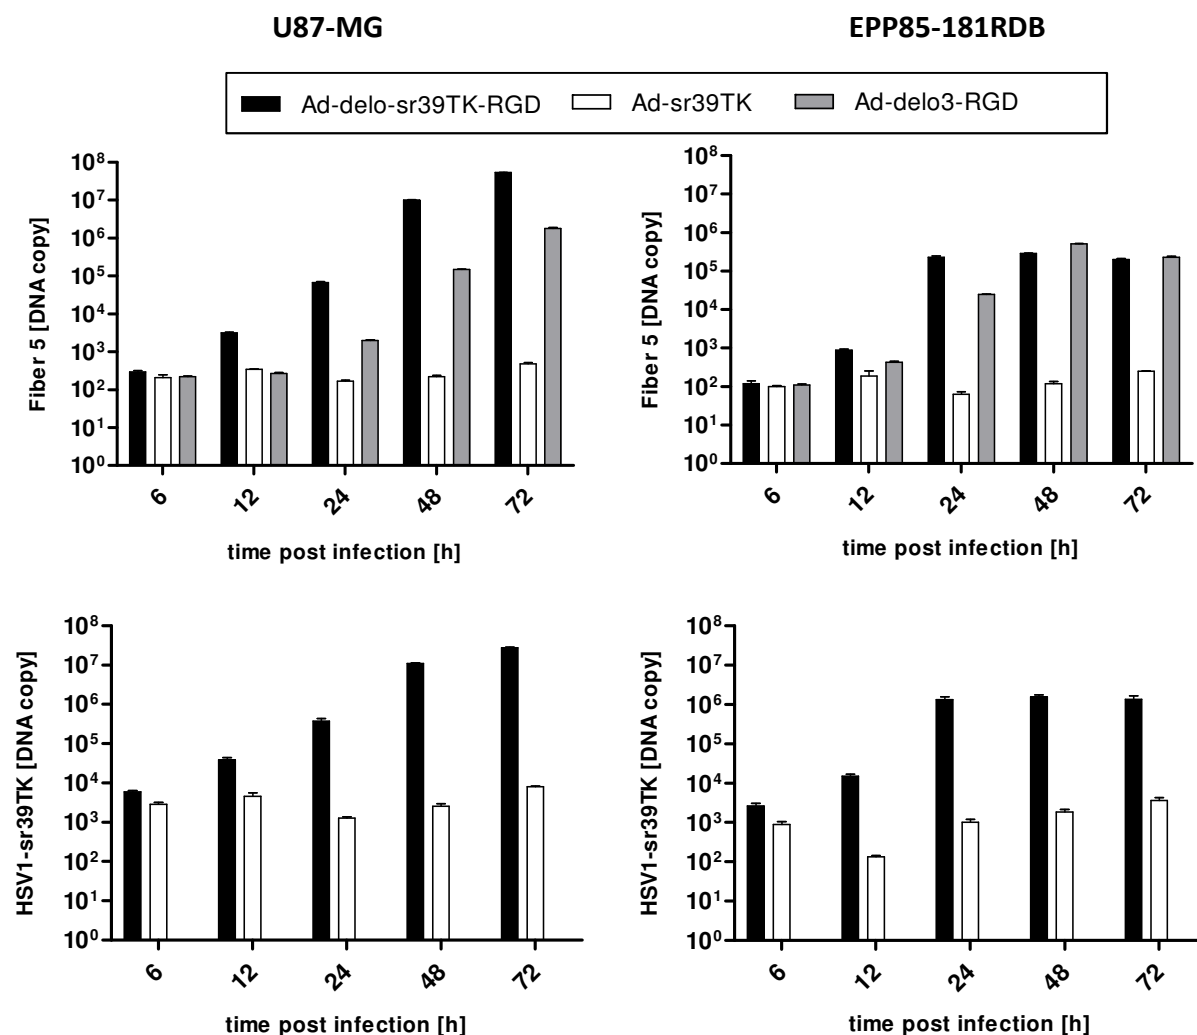 U87-MG EPP85-181RDB
Ad-delo-sr39TK-RGD Ad-sr39TK Ad-delo3-RGD
Fiber 5 [DNA copy]
10⁸
10⁷
10⁶
10⁵
10⁴
10³
10²
10¹
10⁰
6 12 24 48 72
time post infection [h]
Fiber 5 [DNA copy]
10⁸
10⁷
10⁶
10⁵
10⁴
10³
10²
10¹
10⁰
6 12 24 48 72
time post infection [h]
HSV1-sr39TK [DNA copy]
10⁸
10⁷
10⁶
10⁵
10⁴
10³
10²
10¹
10⁰
6 12 24 48 72
time post infection [h]
HSV1-sr39TK [DNA copy]
10⁸
10⁷
10⁶
10⁵
10⁴
10³
10²
10¹
10⁰
6 12 24 48 72
time post infection [h]